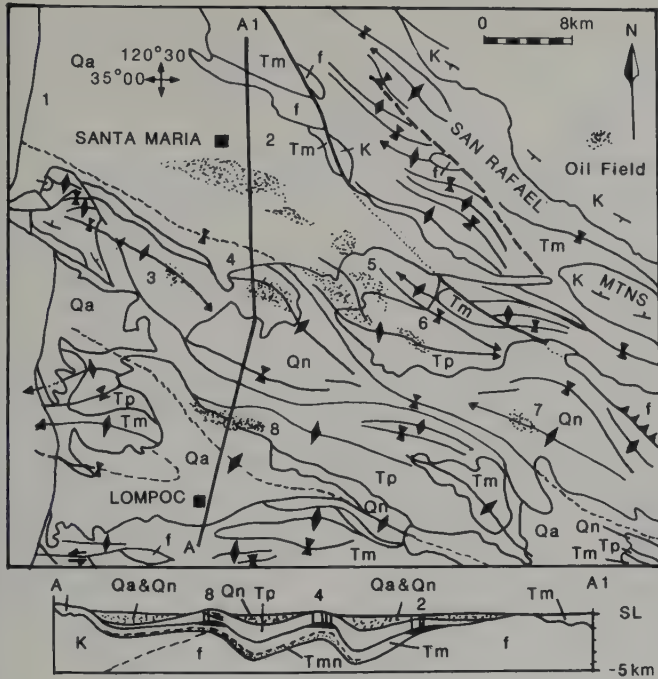 A1
0 8km
N
Qa
120°30
35°00
Tm
f
K
1
f
SANTA MARIA
2
Tm
K
f
SAN RAFAEL
Oil Field
K
Tm
4
3
5
K
MTNS
Qa
Tm
6
Qn
Tp
7
Qn
f
Tp
Tm
8
Qa
Tp
Tm
LOMPOC
Qn
Qa
Qn
Tp
Tm
f
A
Tm
A Qa&Qn 8 Qn Tp 4 Qa&Qn 2 Tm A1
SL
K
f
Tmn
Tm
f
-5km